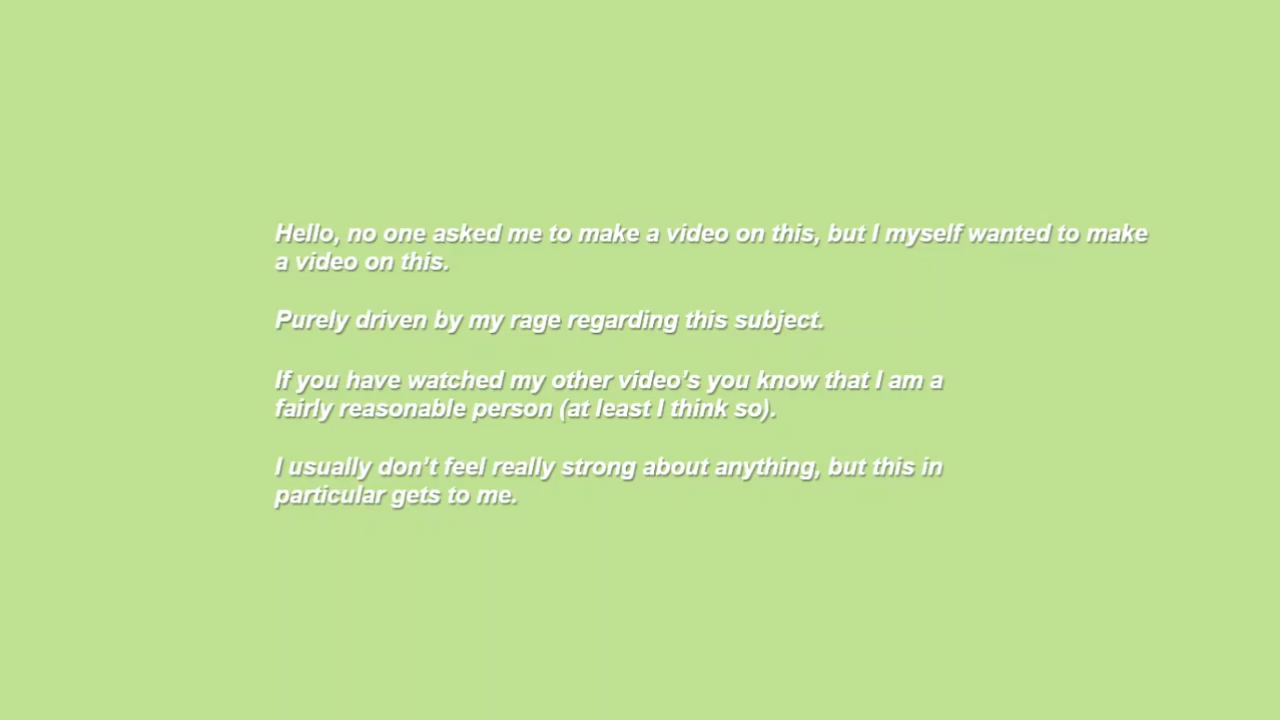 Hello, no one asked me to make a video on this, but I myself wanted to make
a video on this.
Purely driven by my rage regarding this subject.
If you have watched my other video’s you know that I am a
fairly reasonable person (at least I think so).
I usually don’t feel really strong about anything, but this in
particular gets to me.